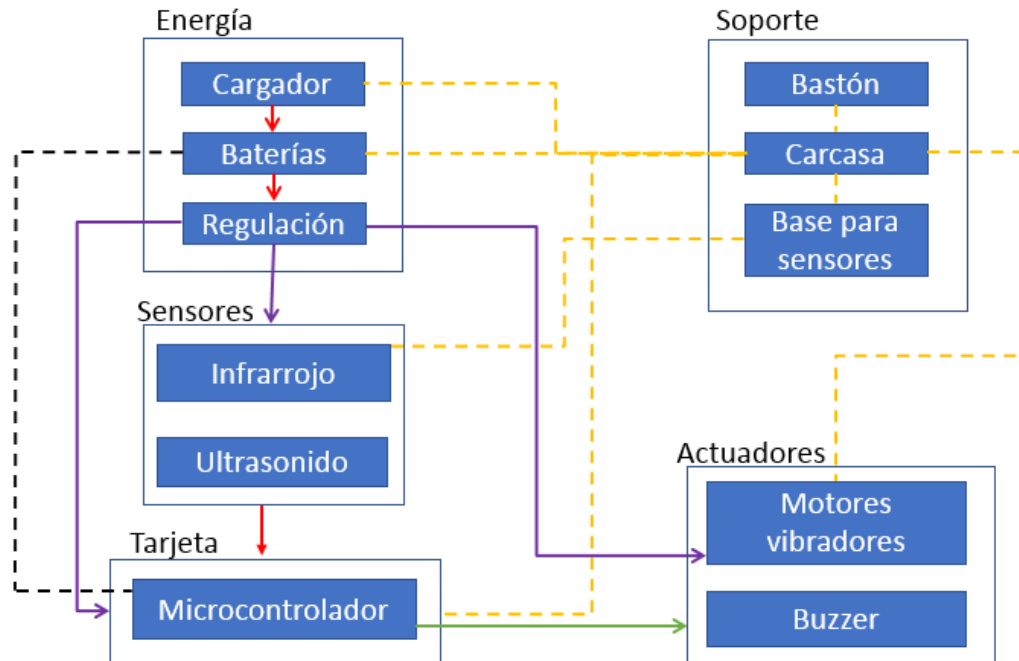 Energía
Cargador
Baterías
Regulación
Soporte
Bastón
Carcasa
Base para
sensores
Sensores
Infrarrojo
Ultrasonido
Actuadores
Motores
vibradores
Buzzer
Tarjeta
Microcontrolador